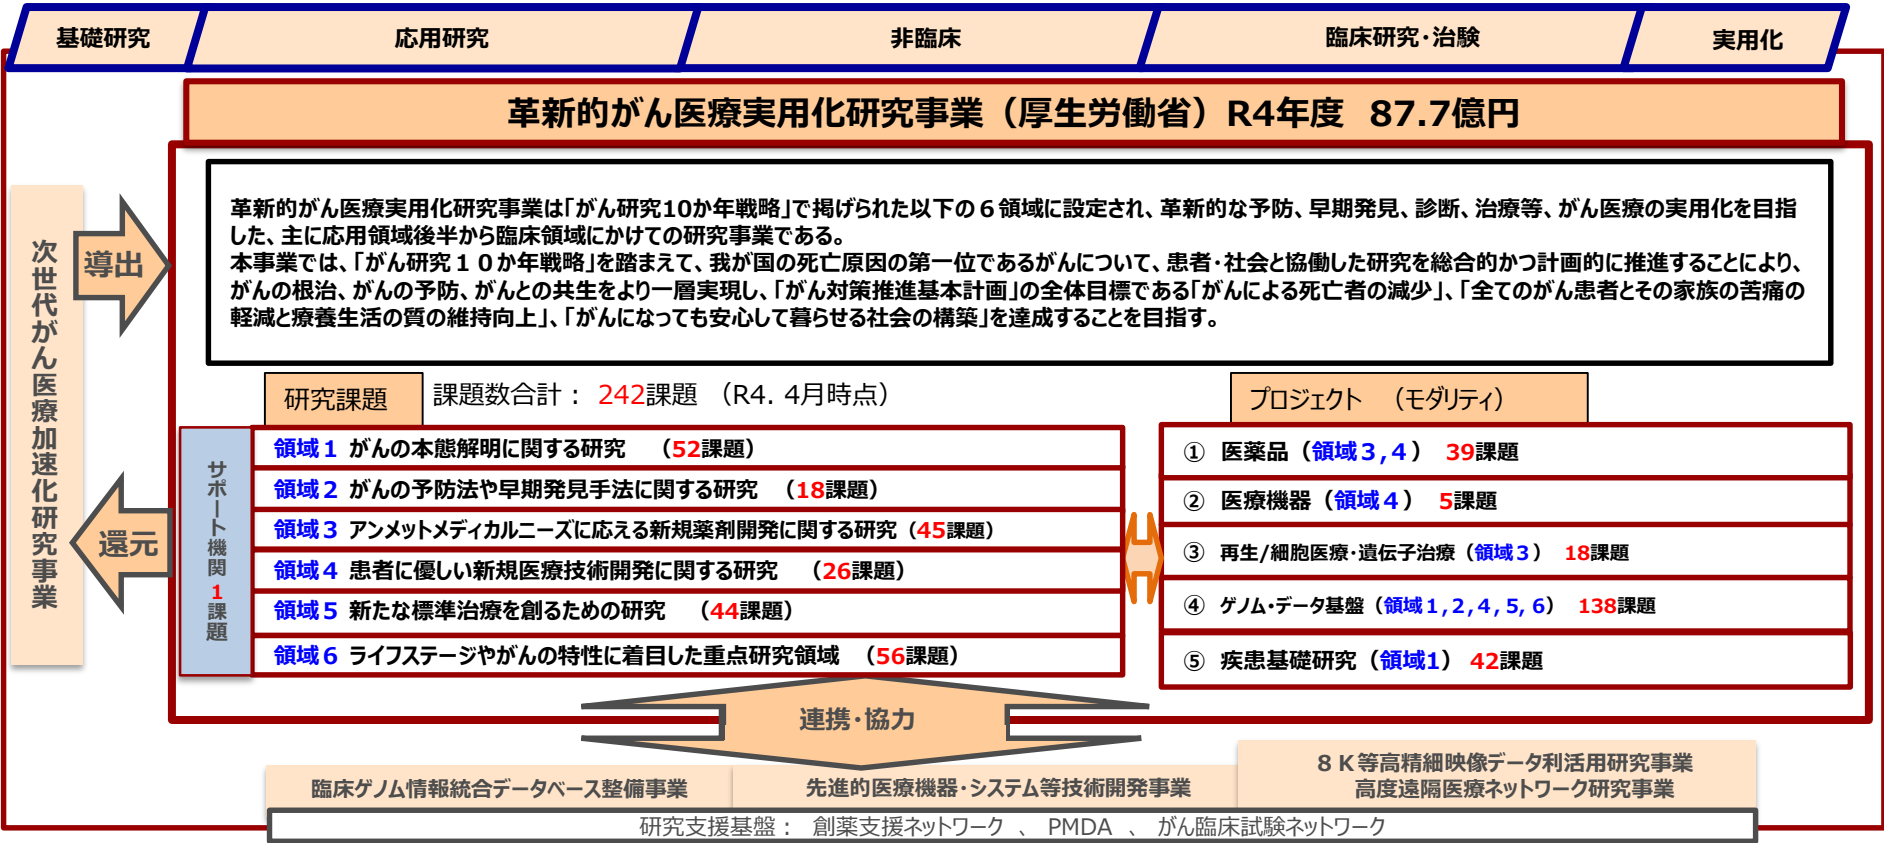 基礎研究
応用研究
非臨床
臨床研究・治験
実用化
革新的がん医療実用化研究事業（厚生労働省）R4年度 87.7億円
革新的がん医療実用化研究事業は「がん研究10か年戦略」で掲げられた以下の６領域に設定され、革新的な予防、早期発見、診断、治療等、がん医療の実用化を目指
した、主に応用領域後半から臨床領域にかけての研究事業である。
本事業では、「がん研究１０か年戦略」を踏まえて、我が国の死亡原因の第一位であるがんについて、患者・社会と協働した研究を総合的かつ計画的に推進することにより、
がんの根治、がんの予防、がんとの共生をより一層実現し、「がん対策推進基本計画」の全体目標である「がんによる死亡者の減少」、「全てのがん患者とその家族の苦痛の
軽減と療養生活の質の維持向上」、「がんになっても安心して暮らせる社会の構築」を達成することを目指す。
次世代がん医療加速化研究事業
導出
還元
研究課題
課題数合計： 242課題 （R4. 4月時点）
サポート機関 1課題
領域１ がんの本態解明に関する研究 （52課題）
領域２ がんの予防法や早期発見手法に関する研究 （18課題）
領域３ アンメットメディカルニーズに応える新規薬剤開発に関する研究（45課題）
領域４ 患者に優しい新規医療技術開発に関する研究 （26課題）
領域５ 新たな標準治療を創るための研究 （44課題）
領域６ ライフステージやがんの特性に着目した重点研究領域 （56課題）
プロジェクト （モダリティ）
① 医薬品（領域３,４） 39課題
② 医療機器（領域４） 5課題
③ 再生/細胞医療・遺伝子治療（領域３） 18課題
④ ゲノム・データ基盤（領域１,２,４,５,６） 138課題
⑤ 疾患基礎研究（領域1） 42課題
連携・協力
臨床ゲノム情報統合データベース整備事業
先進的医療機器・システム等技術開発事業
８Ｋ等高精細映像データ利活用研究事業
高度遠隔医療ネットワーク研究事業
研究支援基盤： 創薬支援ネットワーク 、 PMDA 、 がん臨床試験ネットワーク